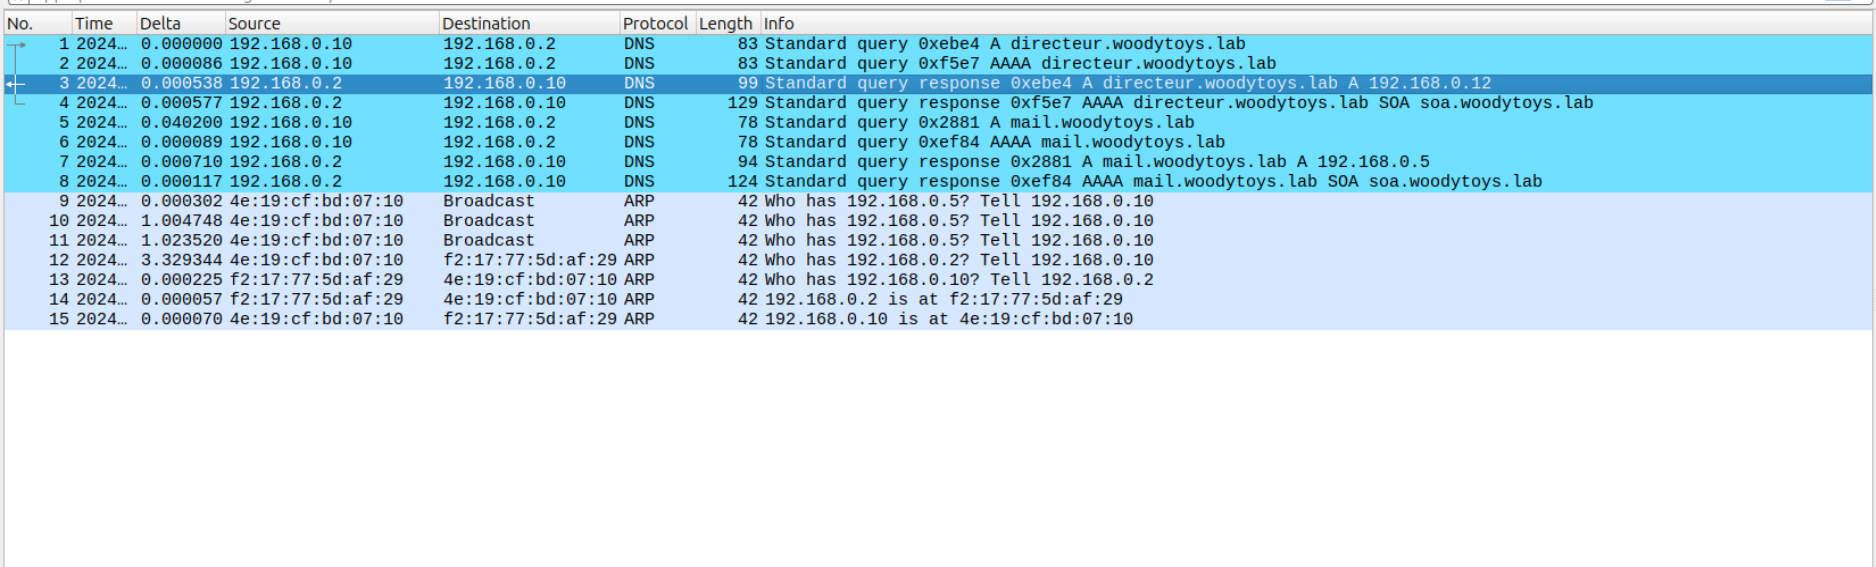 No. Time Delta Source Destination Protocol Length Info
1 2024… 0.000000 192.168.0.10 192.168.0.2 DNS 83 Standard query 0xebe4 A directeur.woodytoys.lab
2 2024… 0.000086 192.168.0.10 192.168.0.2 DNS 83 Standard query 0xf5e7 AAAA directeur.woodytoys.lab
3 2024… 0.000538 192.168.0.2 192.168.0.10 DNS 99 Standard query response 0xebe4 A directeur.woodytoys.lab A 192.168.0.12
4 2024… 0.000577 192.168.0.2 192.168.0.10 DNS 129 Standard query response 0xf5e7 AAAA directeur.woodytoys.lab SOA soa.woodytoys.lab
5 2024… 0.040200 192.168.0.10 192.168.0.2 DNS 78 Standard query 0x2881 A mail.woodytoys.lab
6 2024… 0.000089 192.168.0.10 192.168.0.2 DNS 78 Standard query 0xef84 AAAA mail.woodytoys.lab
7 2024… 0.000710 192.168.0.2 192.168.0.10 DNS 94 Standard query response 0x2881 A mail.woodytoys.lab A 192.168.0.5
8 2024… 0.000117 192.168.0.2 192.168.0.10 DNS 124 Standard query response 0xef84 AAAA mail.woodytoys.lab SOA soa.woodytoys.lab
9 2024… 0.000302 4e:19:cf:bd:07:10 Broadcast ARP 42 Who has 192.168.0.5? Tell 192.168.0.10
10 2024… 1.004748 4e:19:cf:bd:07:10 Broadcast ARP 42 Who has 192.168.0.5? Tell 192.168.0.10
11 2024… 1.023520 4e:19:cf:bd:07:10 Broadcast ARP 42 Who has 192.168.0.5? Tell 192.168.0.10
12 2024… 3.329344 4e:19:cf:bd:07:10 f2:17:77:5d:af:29 ARP 42 Who has 192.168.0.2? Tell 192.168.0.10
13 2024… 0.000225 f2:17:77:5d:af:29 4e:19:cf:bd:07:10 ARP 42 Who has 192.168.0.10? Tell 192.168.0.2
14 2024… 0.000057 f2:17:77:5d:af:29 4e:19:cf:bd:07:10 ARP 42 192.168.0.2 is at f2:17:77:5d:af:29
15 2024… 0.000070 4e:19:cf:bd:07:10 f2:17:77:5d:af:29 ARP 42 192.168.0.10 is at 4e:19:cf:bd:07:10